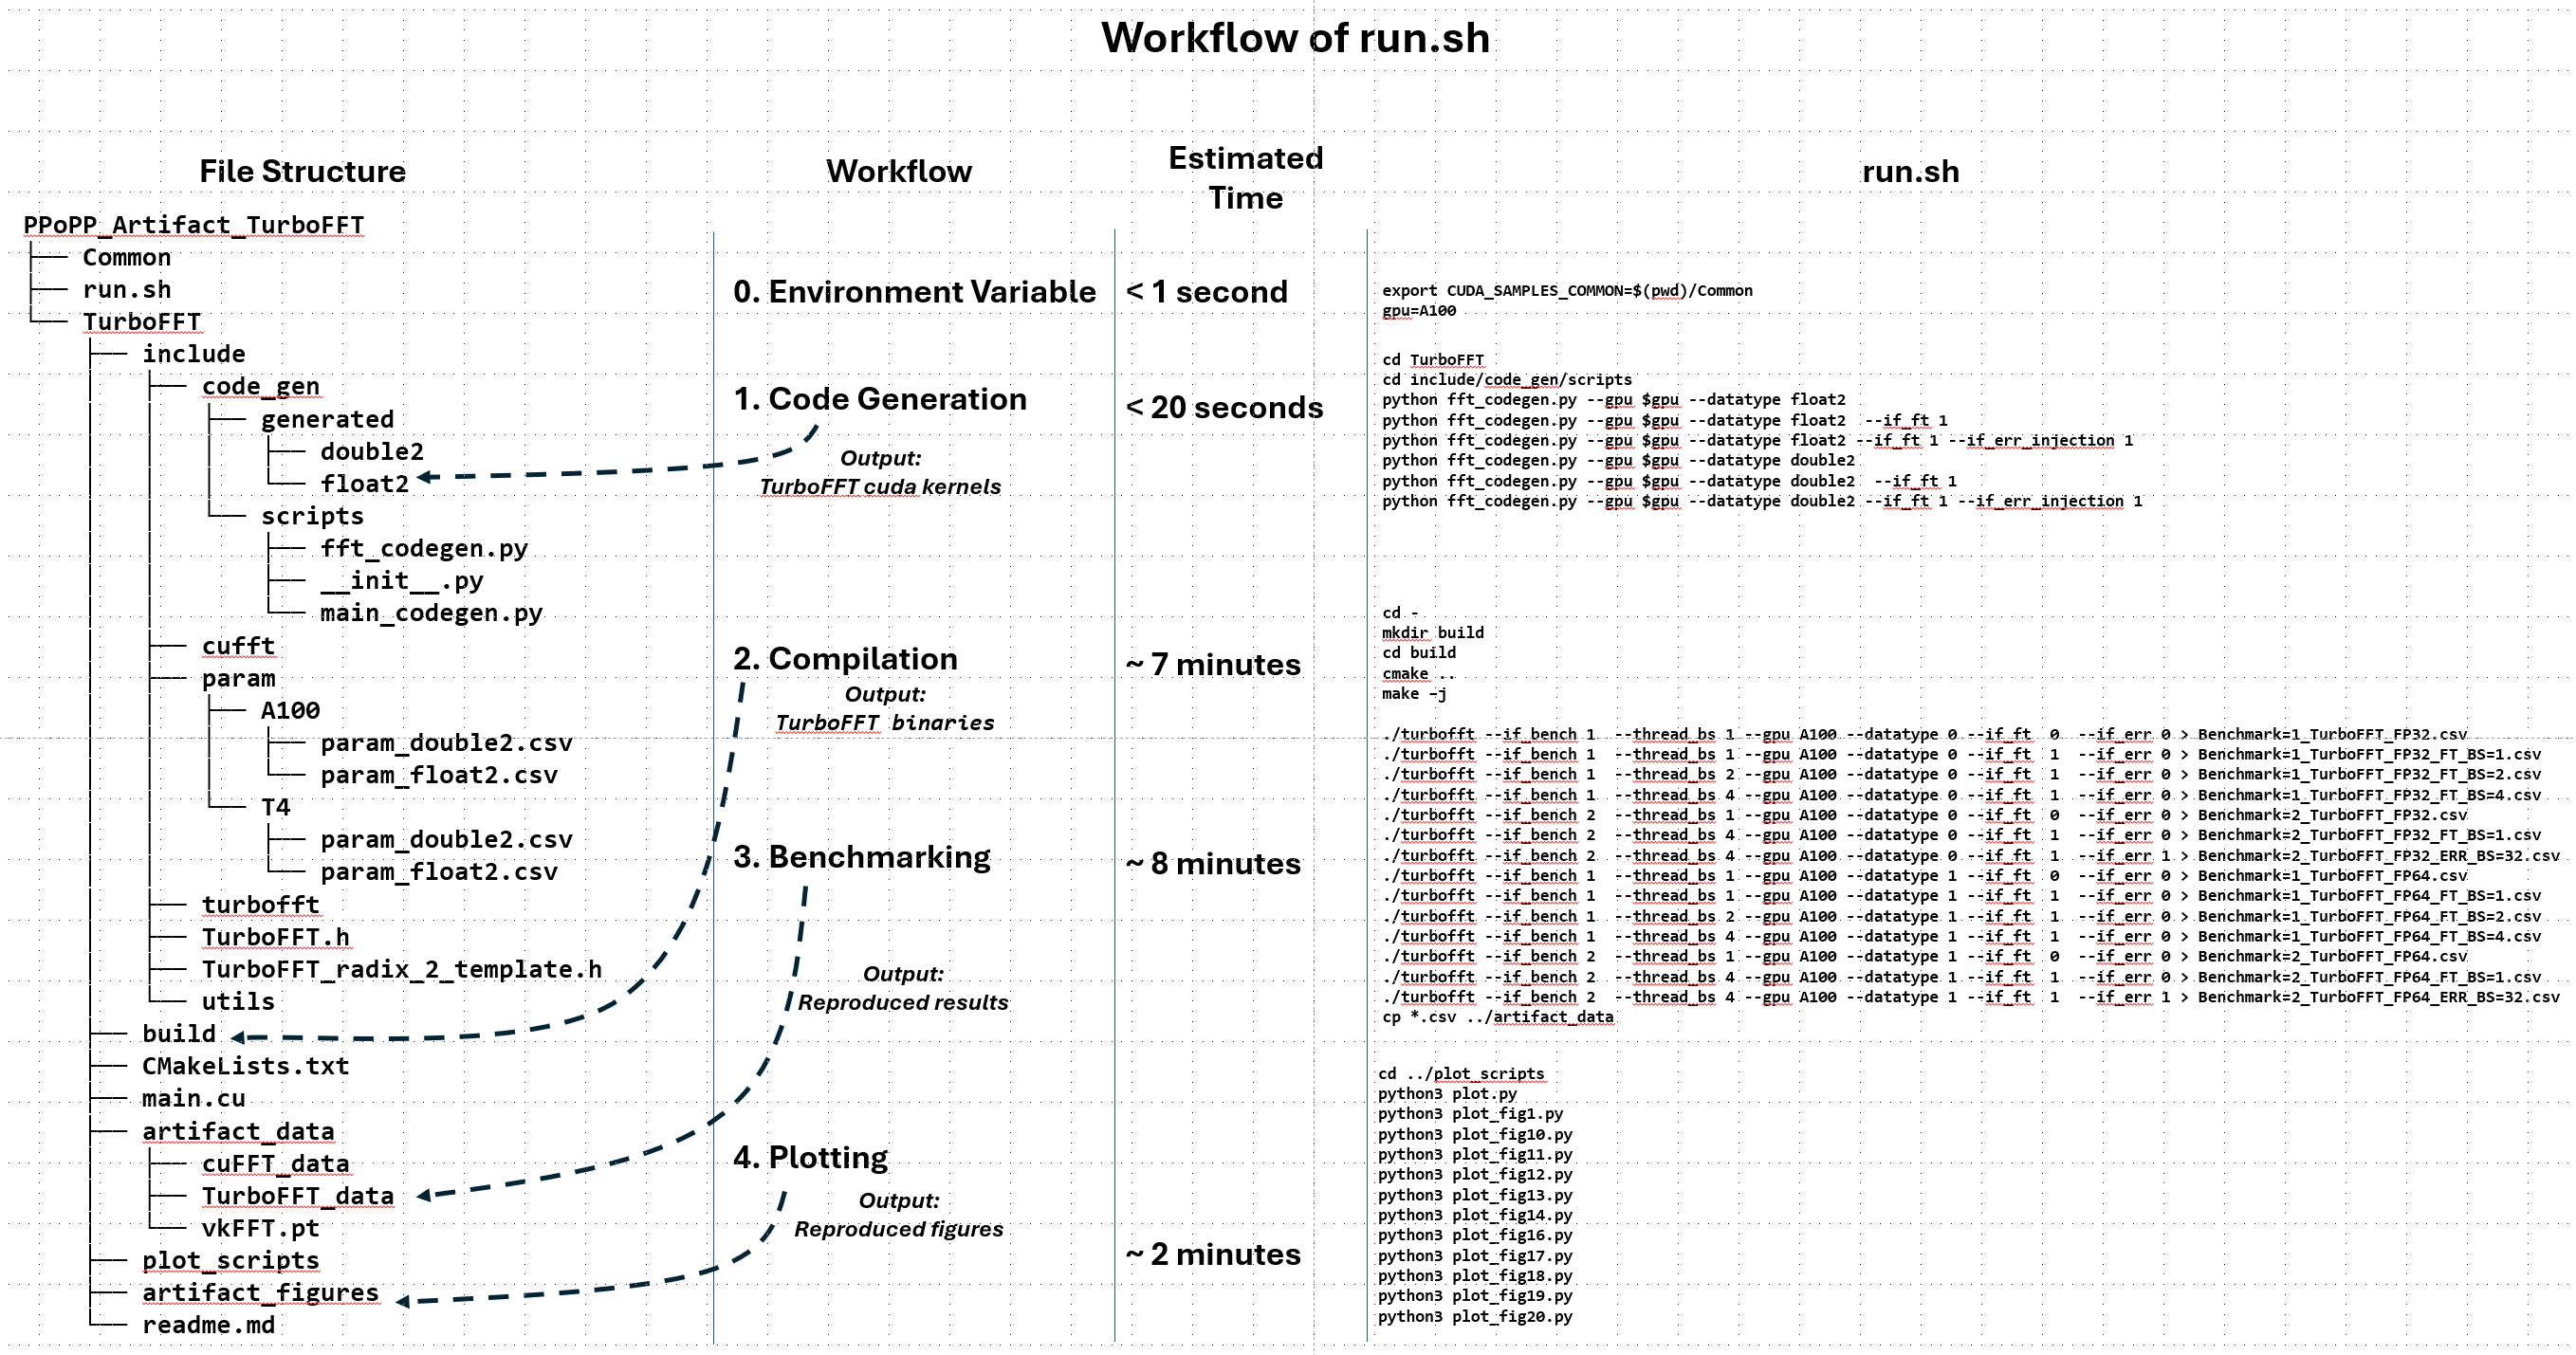 Workflow of run.sh
File Structure
PPoPP_Artifact_TurboFFT
├── Common
├── run.sh
└── TurboFFT
├── include
│ ├── code_gen
│ │ ├── generated
│ │ │ ├── double2
│ │ │ └── float2
│ │ └── scripts
│ │ ├── fft_codegen.py
│ │ ├── __init__.py
│ │ └── main_codegen.py
│ ├── cufft
│ ├── param
│ │ ├── A100
│ │ │ ├── param_double2.csv
│ │ │ └── param_float2.csv
│ │ └── T4
│ │ ├── param_double2.csv
│ │ └── param_float2.csv
│ ├── turbofft
│ ├── TurboFFT.h
│ ├── TurboFFT_radix_2_template.h
│ └── utils
├── build
├── CMakeLists.txt
├── main.cu
├── artifact_data
│ ├── cuFFT_data
│ ├── TurboFFT_data
│ └── vkFFT.pt
├── plot_scripts
├── artifact_figures
└── readme.md
Workflow
0. Environment Variable
1. Code Generation
Output:
TurboFFT cuda kernels
2. Compilation
Output:
TurboFFT binaries
3. Benchmarking
Output:
Reproduced results
4. Plotting
Output:
Reproduced figures
Estimated
Time
< 1 second
< 20 seconds
~ 7 minutes
~ 8 minutes
~ 2 minutes
run.sh
export CUDA_SAMPLES_COMMON=$(pwd)/Common
gpu=A100
cd TurboFFT
cd include/code_gen/scripts
python fft_codegen.py --gpu $gpu --datatype float2
python fft_codegen.py --gpu $gpu --datatype float2  --if_ft 1
python fft_codegen.py --gpu $gpu --datatype float2 --if_ft 1 --if_err_injection 1
python fft_codegen.py --gpu $gpu --datatype double2
python fft_codegen.py --gpu $gpu --datatype double2  --if_ft 1
python fft_codegen.py --gpu $gpu --datatype double2 --if_ft 1 --if_err_injection 1
cd -
mkdir build
cd build
cmake ..
make –j
./turbofft --if_bench 1  --thread_bs 1 --gpu A100 --datatype 0 --if_ft  0  --if_err 0 > Benchmark=1_TurboFFT_FP32.csv
./turbofft --if_bench 1  --thread_bs 1 --gpu A100 --datatype 0 --if_ft  1  --if_err 0 > Benchmark=1_TurboFFT_FP32_FT_BS=1.csv
./turbofft --if_bench 1  --thread_bs 2 --gpu A100 --datatype 0 --if_ft  1  --if_err 0 > Benchmark=1_TurboFFT_FP32_FT_BS=2.csv
./turbofft --if_bench 1  --thread_bs 4 --gpu A100 --datatype 0 --if_ft  1  --if_err 0 > Benchmark=1_TurboFFT_FP32_FT_BS=4.csv
./turbofft --if_bench 2  --thread_bs 1 --gpu A100 --datatype 0 --if_ft  0  --if_err 0 > Benchmark=2_TurboFFT_FP32.csv
./turbofft --if_bench 2  --thread_bs 4 --gpu A100 --datatype 0 --if_ft  1  --if_err 0 > Benchmark=2_TurboFFT_FP32_FT_BS=1.csv
./turbofft --if_bench 2  --thread_bs 4 --gpu A100 --datatype 0 --if_ft  1  --if_err 1 > Benchmark=2_TurboFFT_FP32_ERR_BS=32.csv
./turbofft --if_bench 1  --thread_bs 1 --gpu A100 --datatype 1 --if_ft  0  --if_err 0 > Benchmark=1_TurboFFT_FP64.csv
./turbofft --if_bench 1  --thread_bs 1 --gpu A100 --datatype 1 --if_ft  1  --if_err 0 > Benchmark=1_TurboFFT_FP64_FT_BS=1.csv
./turbofft --if_bench 1  --thread_bs 2 --gpu A100 --datatype 1 --if_ft  1  --if_err 0 > Benchmark=1_TurboFFT_FP64_FT_BS=2.csv
./turbofft --if_bench 1  --thread_bs 4 --gpu A100 --datatype 1 --if_ft  1  --if_err 0 > Benchmark=1_TurboFFT_FP64_FT_BS=4.csv
./turbofft --if_bench 2  --thread_bs 1 --gpu A100 --datatype 1 --if_ft  0  --if_err 0 > Benchmark=2_TurboFFT_FP64.csv
./turbofft --if_bench 2  --thread_bs 4 --gpu A100 --datatype 1 --if_ft  1  --if_err 0 > Benchmark=2_TurboFFT_FP64_FT_BS=1.csv
./turbofft --if_bench 2  --thread_bs 4 --gpu A100 --datatype 1 --if_ft  1  --if_err 1 > Benchmark=2_TurboFFT_FP64_ERR_BS=32.csv
cp *.csv ../artifact_data
cd ../plot_scripts
python3 plot.py
python3 plot_fig1.py
python3 plot_fig10.py
python3 plot_fig11.py
python3 plot_fig12.py
python3 plot_fig13.py
python3 plot_fig14.py
python3 plot_fig16.py
python3 plot_fig17.py
python3 plot_fig18.py
python3 plot_fig19.py
python3 plot_fig20.py